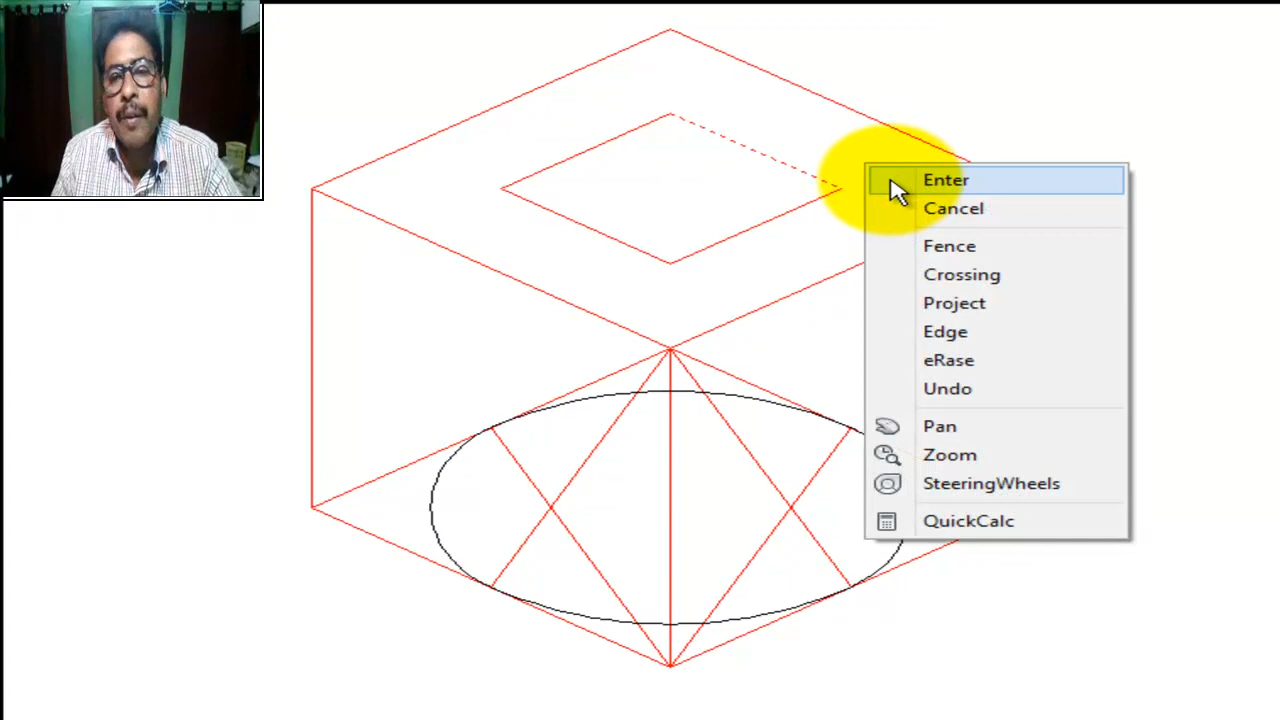 Enter
Cancel
Fence
Crossing
Project
Edge
eRase
Undo
Pan
Zoom
SteeringWheels
QuickCalc